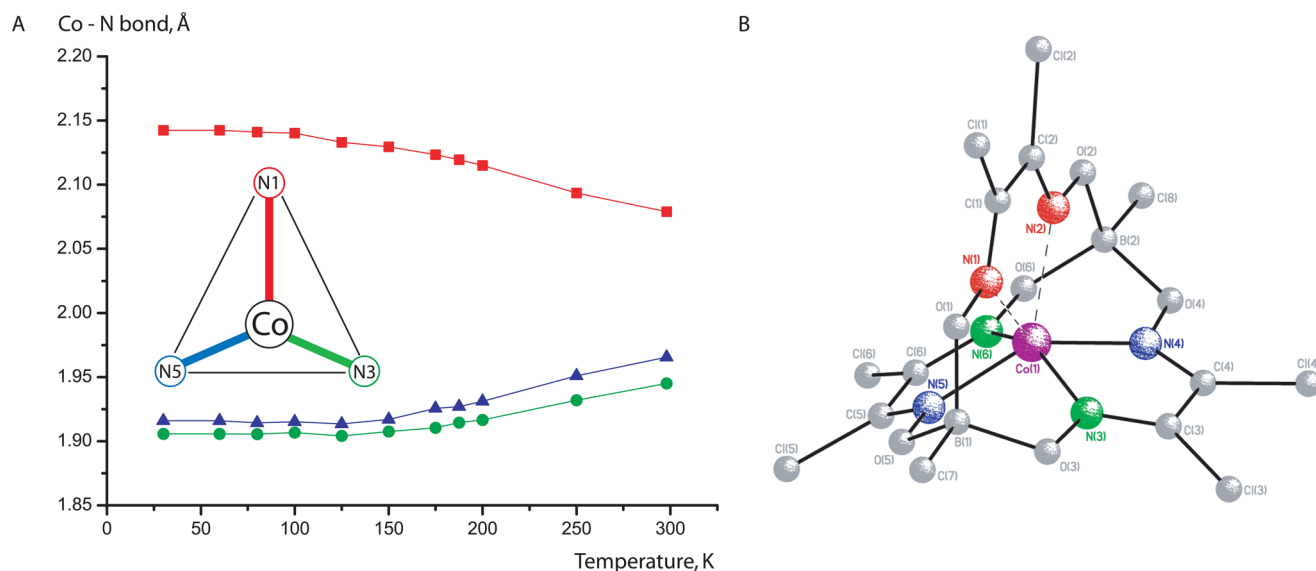 A
Co - N bond, Å
B
2.20
2.15
2.10
2.05
2.00
1.95
1.90
1.85
0
50
100
150
200
250
300
Temperature, K
N1
Co
N5
N3
Cl(2)
Cl(1)
C(2)
O(2)
C(8)
C(1)
N(2)
B(2)
N(1)
O(6)
O(4)
O(1)
N(6)
N(4)
Co(1)
Cl(6)
C(6)
C(4)
Cl(4
N(5)
C(5)
N(3)
C(3)
B(1)
O(5)
O(3)
Cl(5)
C(7)
Cl(3)